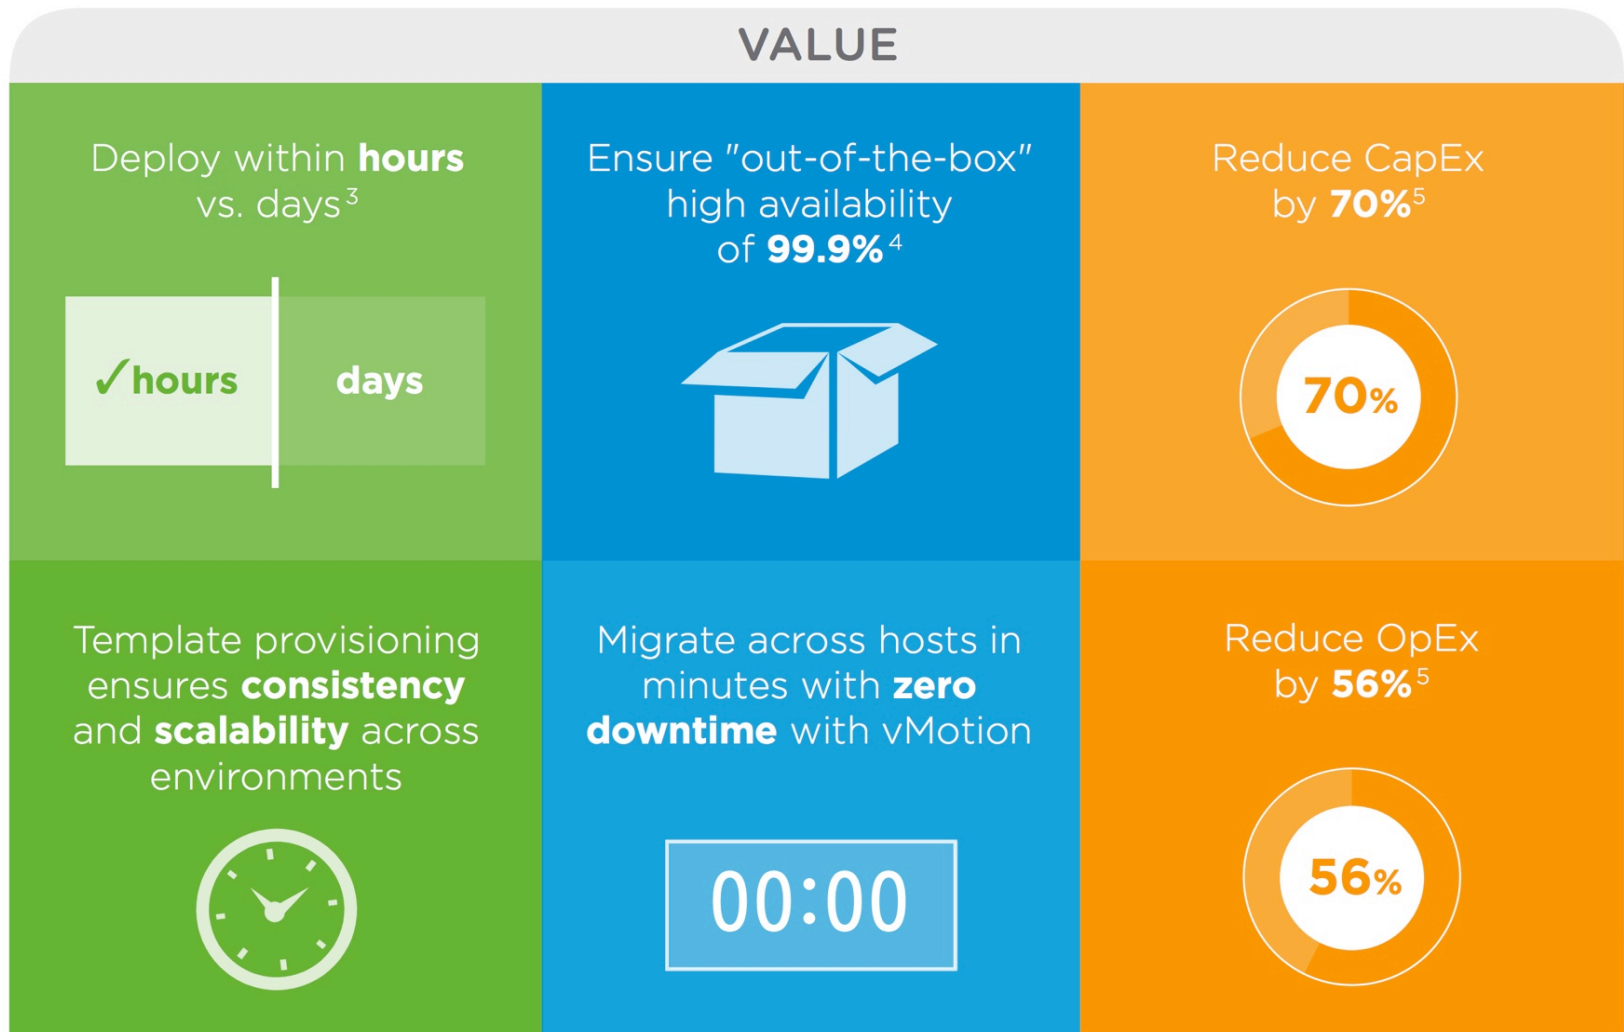 VALUE
Deploy within hours
vs. days³
✓hours
days
Ensure "out-of-the-box"
high availability
of 99.9%⁴
Reduce CapEx
by 70%⁵
70%
Template provisioning
ensures consistency
and scalability across
environments
Migrate across hosts in
minutes with zero
downtime with vMotion
00:00
Reduce OpEx
by 56%⁵
56%